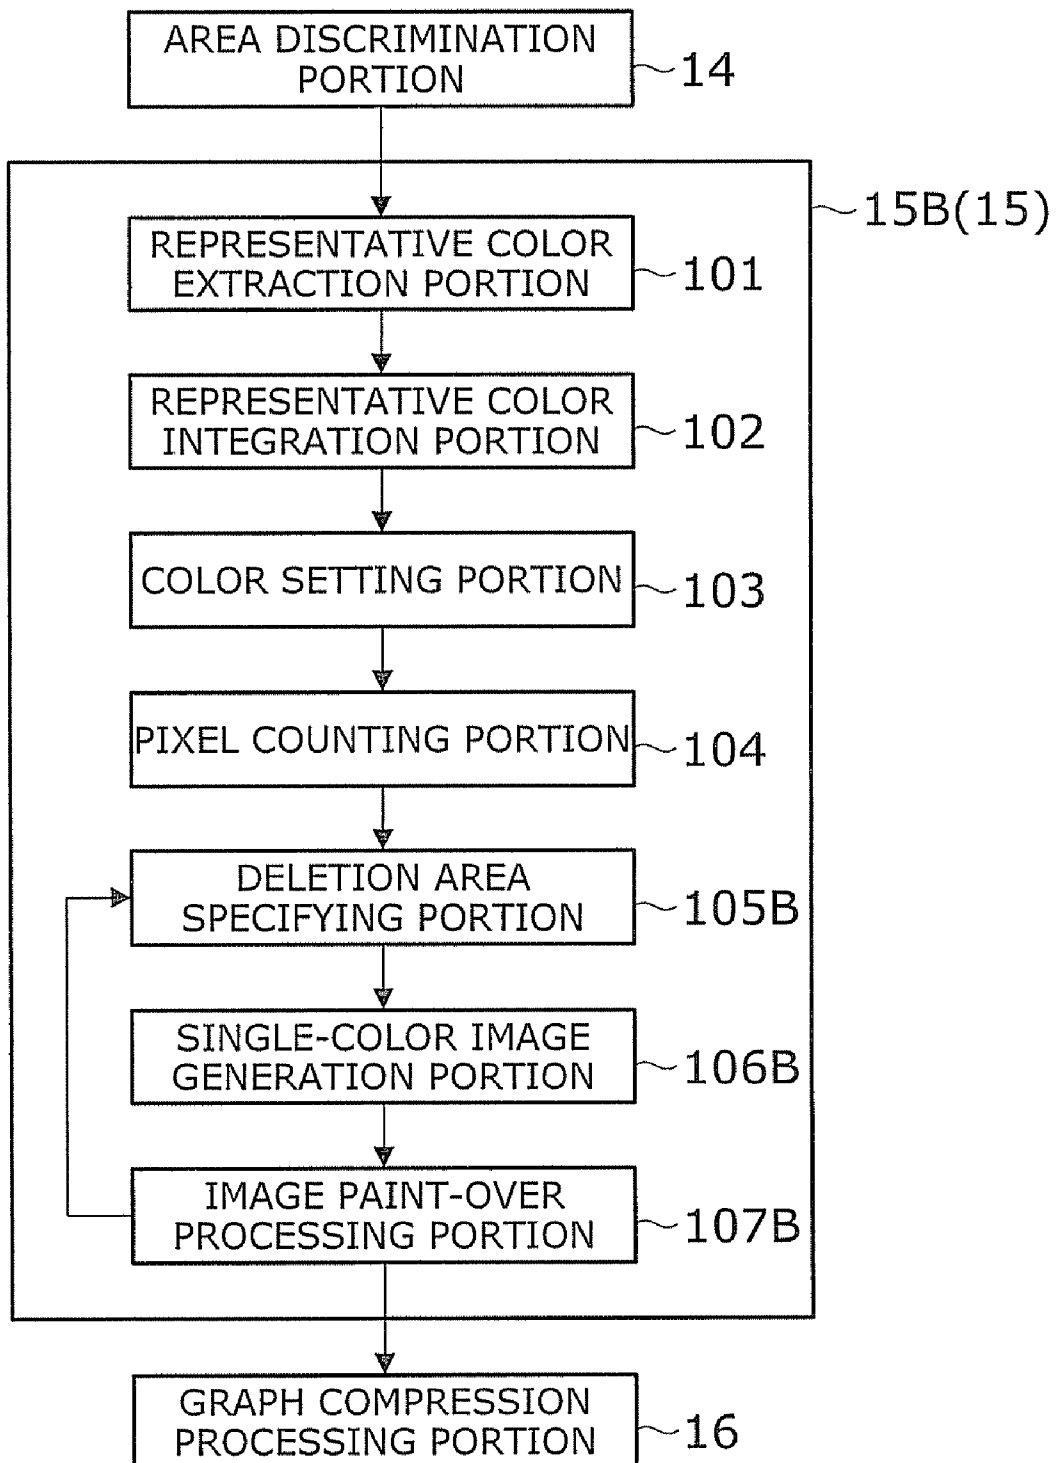 AREA DISCRIMINATION
PORTION
14
15B(15)
REPRESENTATIVE COLOR
EXTRACTION PORTION
101
REPRESENTATIVE COLOR
INTEGRATION PORTION
102
COLOR SETTING PORTION
103
PIXEL COUNTING PORTION
104
DELETION AREA
SPECIFYING PORTION
105B
SINGLE-COLOR IMAGE
GENERATION PORTION
106B
IMAGE PAINT-OVER
PROCESSING PORTION
107B
GRAPH COMPRESSION
PROCESSING PORTION
16